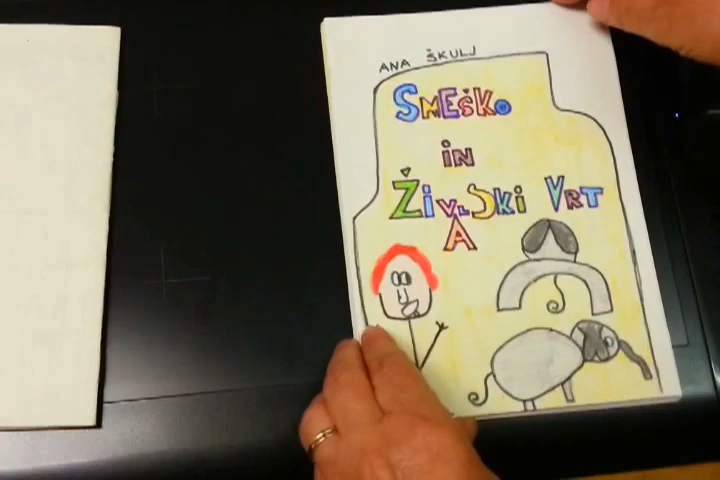 ANA ŠKULJ
SMEŠKO
iN
ŽiVLSKi VRT
A